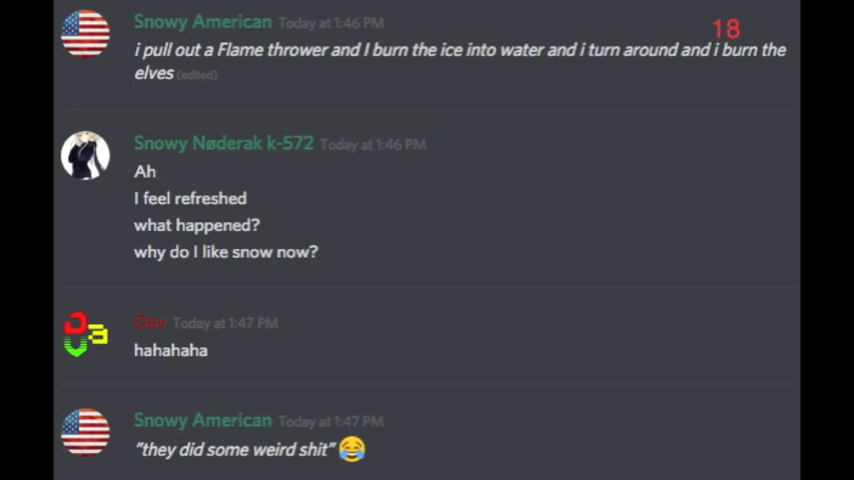 Snowy American Today at 1:46 PM
18
i pull out a Flame thrower and I burn the ice into water and i turn around and i burn the
elves (edited)
Snowy Nøderak k-572 Today at 1:46 PM
Ah
I feel refreshed
what happened?
why do I like snow now?
Dav Today at 1:47 PM
hahahaha
Snowy American Today at 1:47 PM
"they did some weird shit" 😂